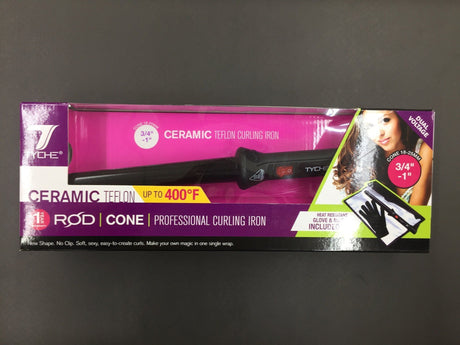 TYCHE®
3/4"
-1"
CERAMIC TEFLON CURLING IRON
DUAL
VOLTAGE
CONE
3/4"
-1"
TYCHE
CERAMIC TEFLON UP TO 400°F
ROD | CONE | PROFESSIONAL CURLING IRON
HEAT RESISTANT
GLOVE &
INCLUDED
New Shape. No Clip. Soft, sexy, easy-to-create curls. Make your own magic in one single wrap.